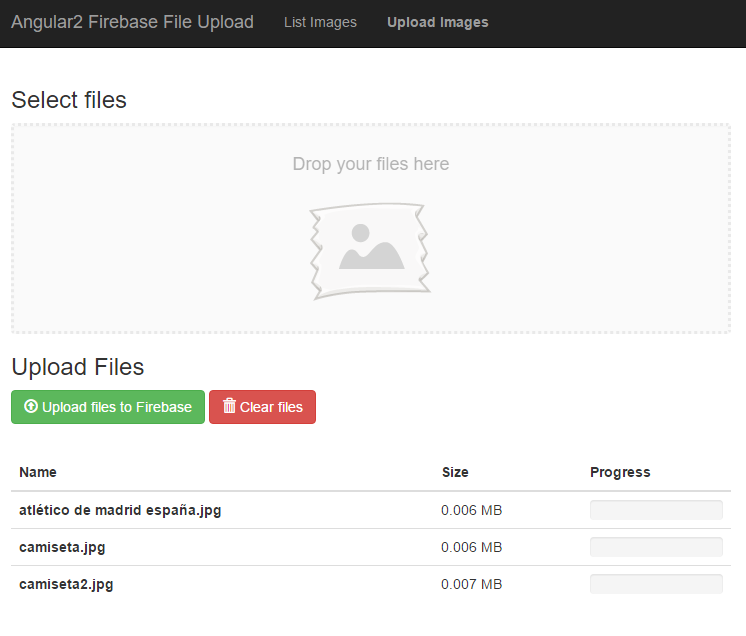 Angular2 Firebase File Upload List Images Upload Images
Select files
Drop your files here
Upload Files
Upload files to Firebase Clear files
Name Size Progress
atlético de madrid españa.jpg 0.006 MB
camiseta.jpg 0.006 MB
camiseta2.jpg 0.007 MB